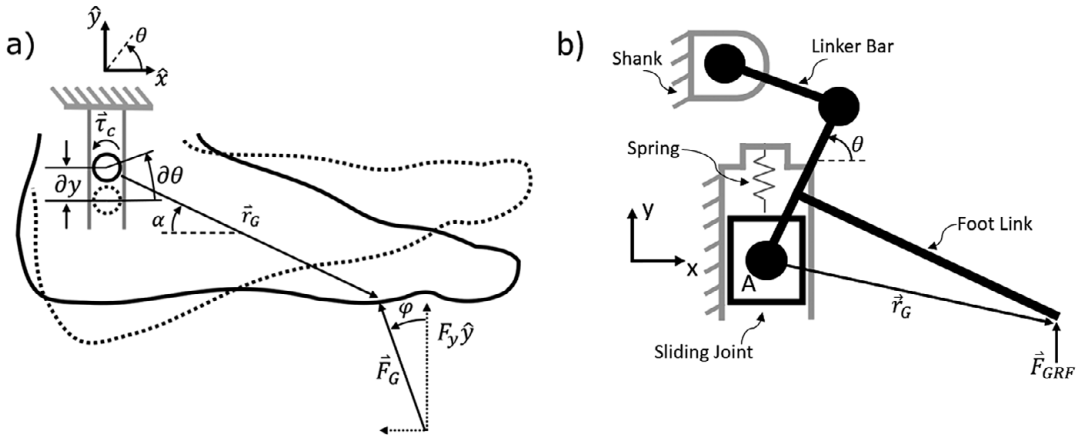 a)
ŷ
θ
x̂
τ⃗c
∂y
∂θ
α
r⃗G
φ
Fyŷ
F⃗G
b)
Shank
Linker Bar
θ
Spring
y
x
A
Foot Link
r⃗G
Sliding Joint
F⃗GRF